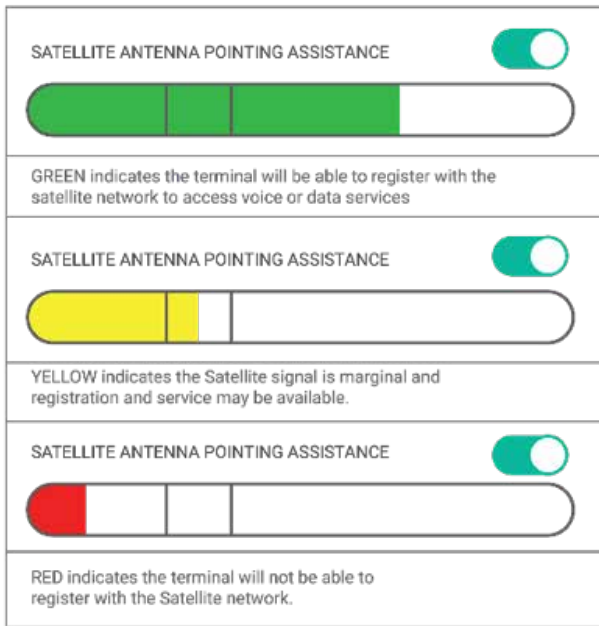 SATELLITE ANTENNA POINTING ASSISTANCE
GREEN indicates the terminal will be able to register with the
satellite network to access voice or data services
SATELLITE ANTENNA POINTING ASSISTANCE
YELLOW indicates the Satellite signal is marginal and
registration and service may be available.
SATELLITE ANTENNA POINTING ASSISTANCE
RED indicates the terminal will not be able to
register with the Satellite network.